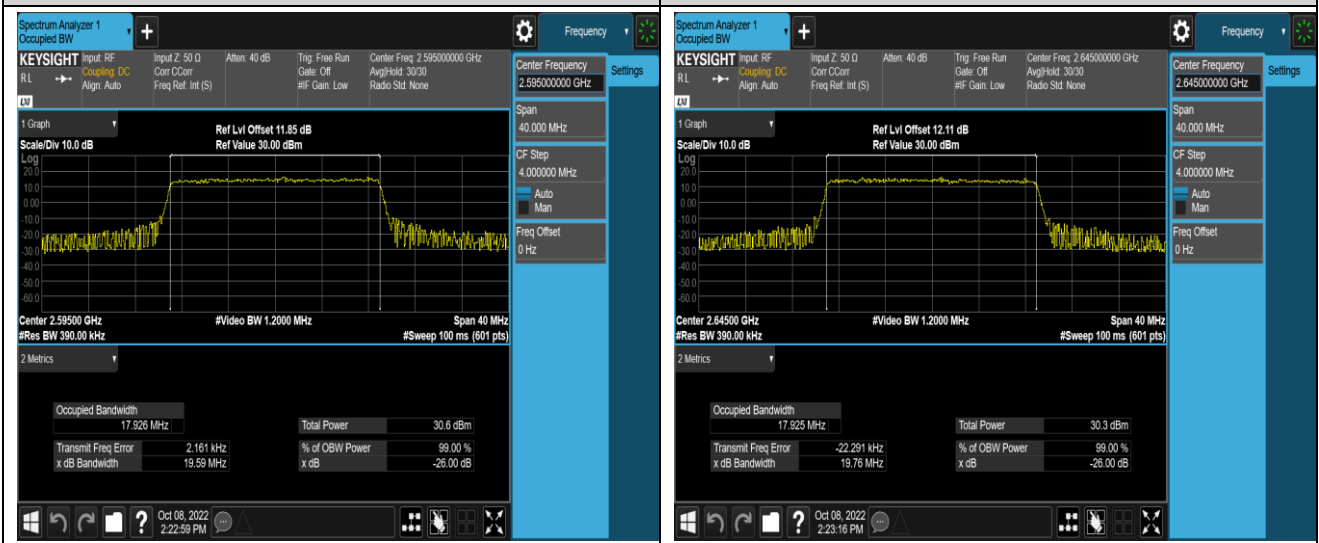 Spectrum Analyzer 1
Occupied BW
+
Frequency
KEYSIGHT
Input: RF
Coupling: DC
Align: Auto
Input Z: 50 Ω
Corr CCorr
Freq Ref: Int (S)
Atten: 40 dB
Trig: Free Run
Gate: Off
#IF Gain: Low
Center Freq: 2.595000000 GHz
Avg|Hold: 30/30
Radio Std: None
RL
LXI
Center Frequency
2.595000000 GHz
Settings
Span
40.000 MHz
CF Step
4.000000 MHz
Auto
Man
Freq Offset
0 Hz
1 Graph
Scale/Div 10.0 dB
Ref Lvl Offset 11.85 dB
Ref Value 30.00 dBm
Log
20.0
10.0
0.00
-10.0
-20.0
-30.0
-40.0
-50.0
-60.0
Center 2.59500 GHz
#Video BW 1.2000 MHz
Span 40 MHz
#Res BW 390.00 kHz
#Sweep 100 ms (601 pts)
2 Metrics
Occupied Bandwidth
17.926 MHz
Total Power 30.6 dBm
Transmit Freq Error 2.161 kHz
% of OBW Power 99.00 %
x dB Bandwidth 19.59 MHz
x dB -26.00 dB
?
Oct 08, 2022
2:22:59 PM
Spectrum Analyzer 1
Occupied BW
+
Frequency
KEYSIGHT
Input: RF
Coupling: DC
Align: Auto
Input Z: 50 Ω
Corr CCorr
Freq Ref: Int (S)
Atten: 40 dB
Trig: Free Run
Gate: Off
#IF Gain: Low
Center Freq: 2.645000000 GHz
Avg|Hold: 30/30
Radio Std: None
RL
LXI
Center Frequency
2.645000000 GHz
Settings
Span
40.000 MHz
CF Step
4.000000 MHz
Auto
Man
Freq Offset
0 Hz
1 Graph
Scale/Div 10.0 dB
Ref Lvl Offset 12.11 dB
Ref Value 30.00 dBm
Log
20.0
10.0
0.00
-10.0
-20.0
-30.0
-40.0
-50.0
-60.0
Center 2.64500 GHz
#Video BW 1.2000 MHz
Span 40 MHz
#Res BW 390.00 kHz
#Sweep 100 ms (601 pts)
2 Metrics
Occupied Bandwidth
17.925 MHz
Total Power 30.3 dBm
Transmit Freq Error -22.291 kHz
% of OBW Power 99.00 %
x dB Bandwidth 19.76 MHz
x dB -26.00 dB
?
Oct 08, 2022
2:23:16 PM